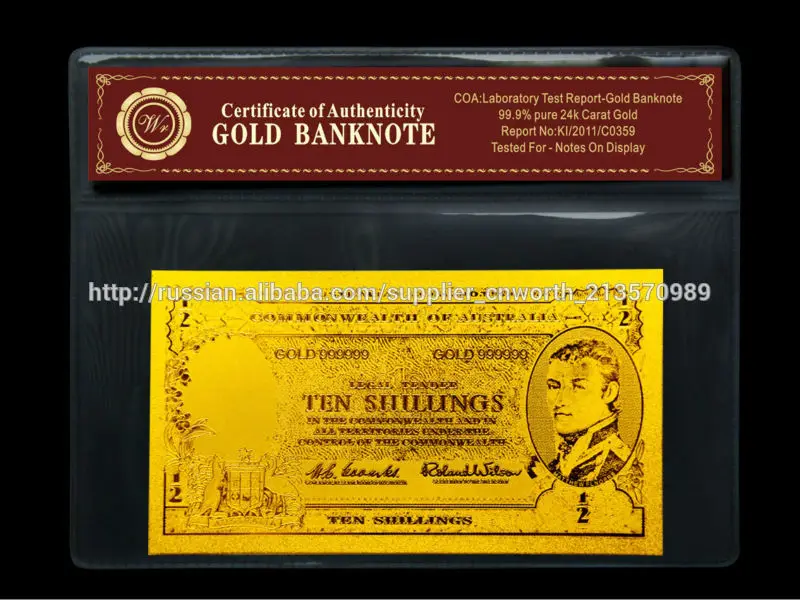 Certificate of Authenticity
GOLD BANKNOTE
Wr
COA:Laboratory Test Report-Gold Banknote
99.9% pure 24k Carat Gold
Report No:KI/2011/C0359
Tested For - Notes On Display
http://russian.alibaba.com/supplier_cnworth_213570989
1/2
COMMONWEALTH OF AUSTRALIA
1/2
GOLD 999999 GOLD 999999
LEGAL TENDER
TEN SHILLINGS
IN THE COMMONWEALTH AND IN
ALL TERRITORIES UNDER THE
CONTROL OF THE COMMONWEALTH
Roland Wilson
1/2
1/2
TEN SHILLINGS